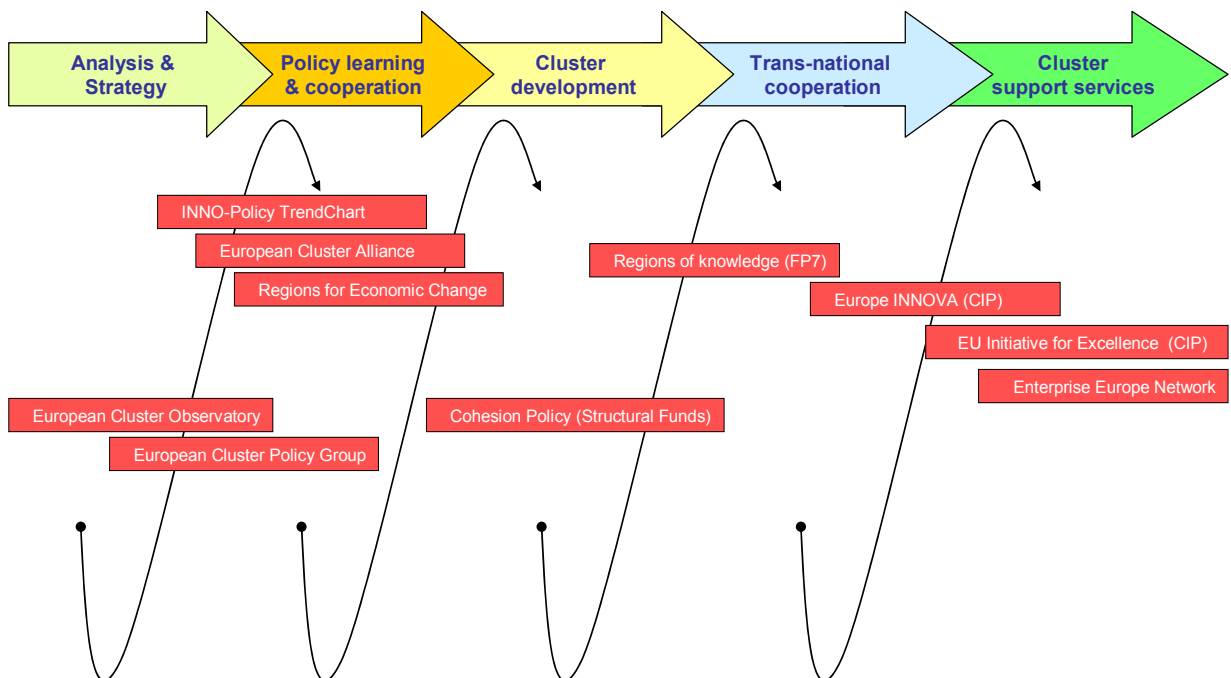 Analysis &
Strategy
Policy learning
& cooperation
Cluster
development
Trans-national
cooperation
Cluster
support services
INNO-Policy TrendChart
European Cluster Alliance
Regions of knowledge (FP7)
Regions for Economic Change
Europe INNOVA (CIP)
EU Initiative for Excellence (CIP)
Enterprise Europe Network
European Cluster Observatory
Cohesion Policy (Structural Funds)
European Cluster Policy Group